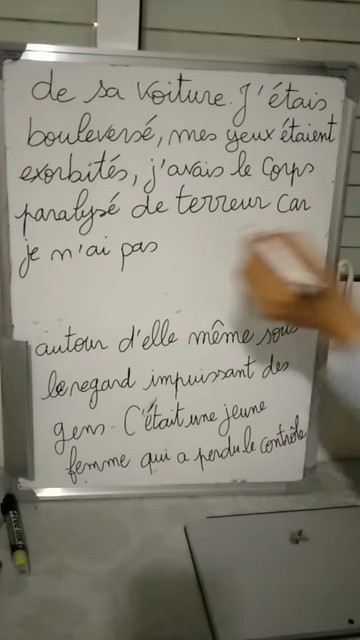 de sa voiture. J'étais
bouleversé, mes yeux étaient
exorbités, j'avais le corps
paralysé de terreur car
je n'ai pas
autour d'elle même sous
le regard impuissant des
gens. C'était une jeune
femme qui a perdu le contrôle